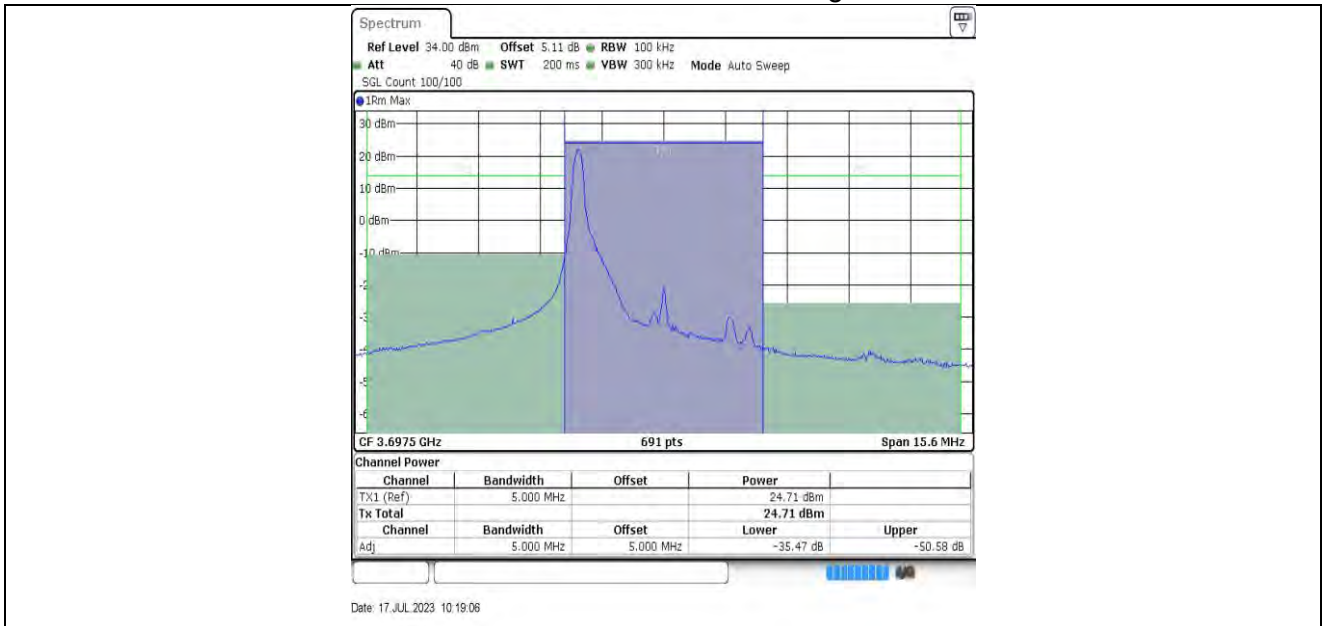 Spectrum
Ref Level 34.00 dBm Offset 5.11 dB RBW 100 kHz
Att 40 dB SWT 200 ms VBW 300 kHz Mode Auto Sweep
SGL Count 100/100
1Rm Max
30 dBm
20 dBm
10 dBm
0 dBm
-10 dBm
CF 3.6975 GHz 691 pts Span 15.6 MHz
Channel Power
Channel Bandwidth Offset Power
TX1 (Ref) 5.000 MHz 24.71 dBm
Tx Total 24.71 dBm
Channel Bandwidth Offset Lower Upper
Adj 5.000 MHz 5.000 MHz -35.47 dB -50.58 dB
Date: 17.JUL.2023 10:19:06